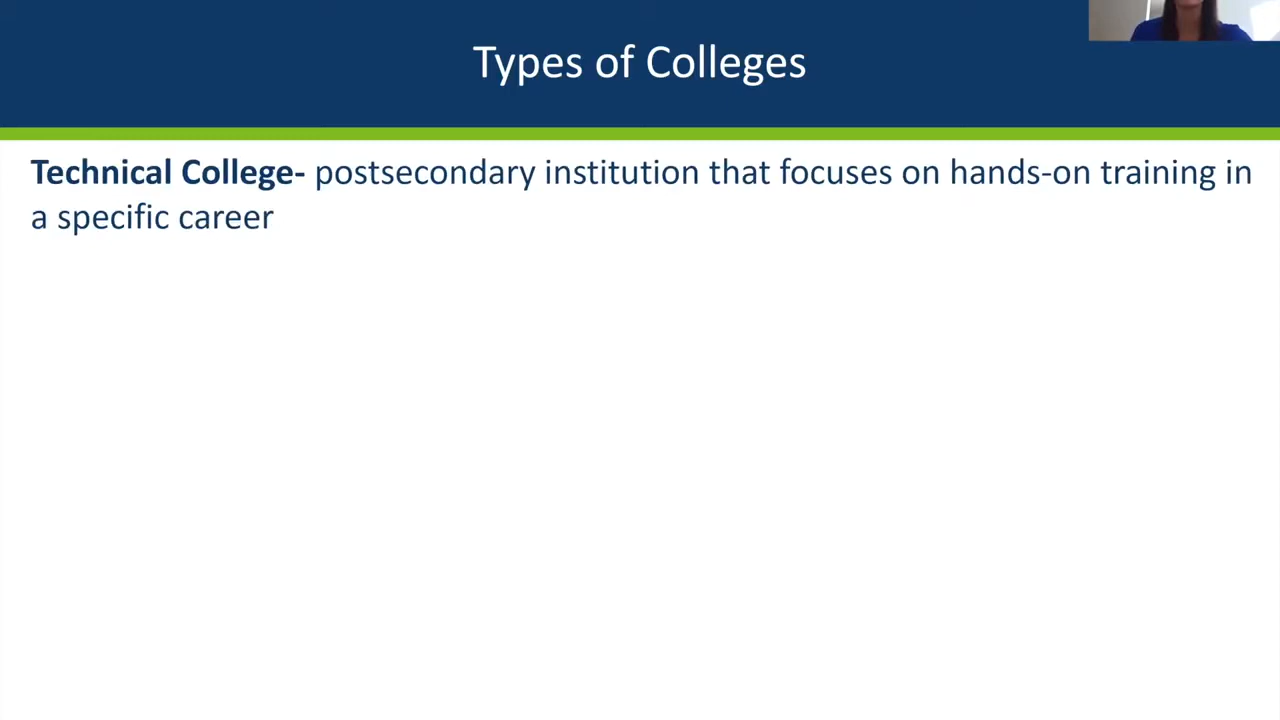 Types of Colleges
Technical College- postsecondary institution that focuses on hands-on training in
a specific career